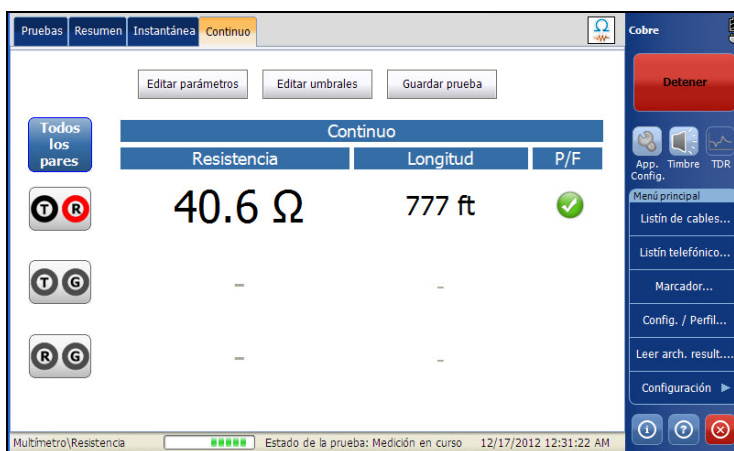 Pruebas Resumen Instantánea Continuo
Ω
Cobre
Editar parámetros Editar umbrales Guardar prueba
Detener
Todos
los
pares
Continuo
Resistencia Longitud P/F
App. Timbre TDR
Config.
T R 40.6 Ω 777 ft
Menú principal
Listín de cables...
Listín telefónico...
T G – –
Marcador...
Config. / Perfil...
R G – –
Leer arch. result....
Configuración
Multímetro\Resistencia Estado de la prueba: Medición en curso 12/17/2012 12:31:22 AM
i ?